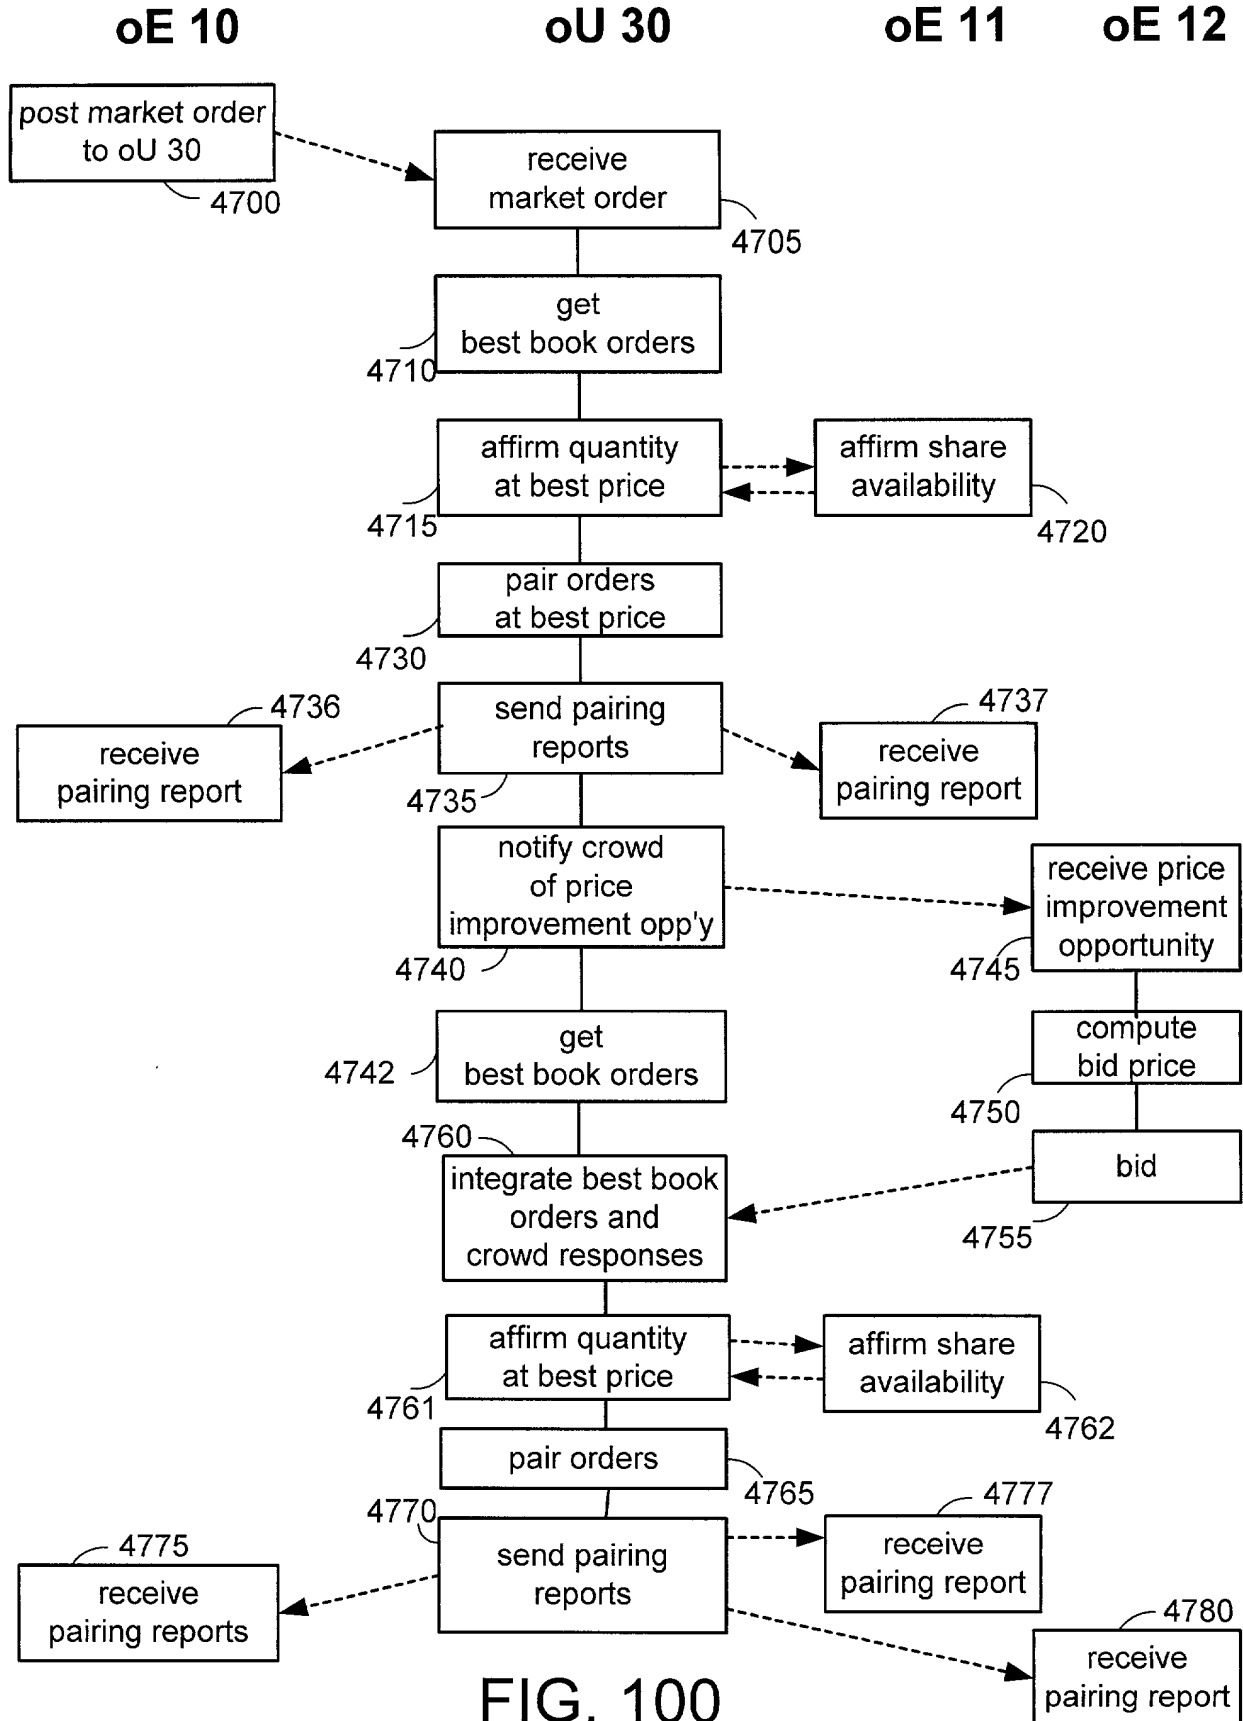 oE 10
oU 30
oE 11
oE 12
post market order
to oU 30
4700
receive
market order
4705
get
best book orders
4710
affirm quantity
at best price
4715
affirm share
availability
4720
pair orders
at best price
4730
send pairing
reports
4735
4736
receive
pairing report
4737
receive
pairing report
notify crowd
of price
improvement opp'y
4740
receive price
improvement
opportunity
4745
get
best book orders
4742
compute
bid price
4750
bid
4755
4760
integrate best book
orders and
crowd responses
affirm quantity
at best price
4761
affirm share
availability
4762
pair orders
4765
4770
send pairing
reports
4775
receive
pairing reports
4777
receive
pairing report
4780
receive
pairing report
FIG. 100